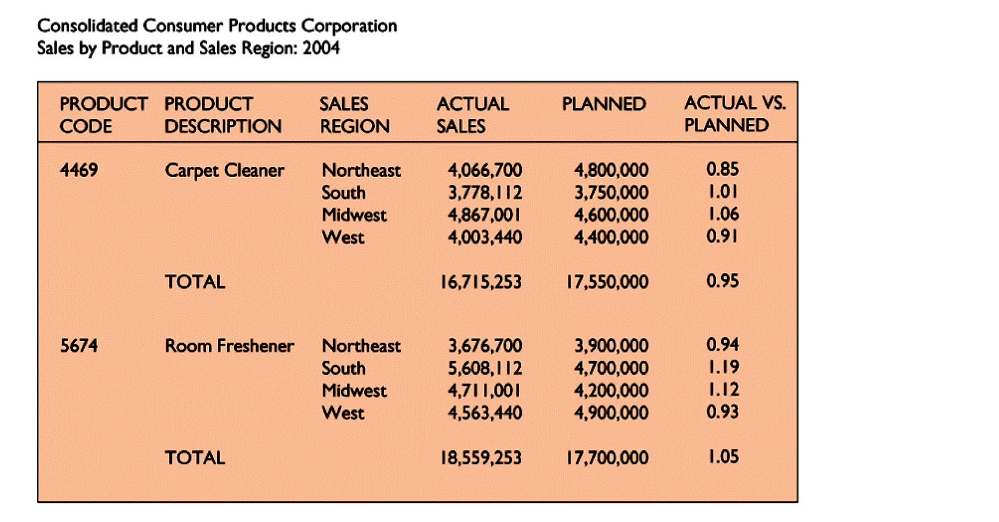 Consolidated Consumer Products Corporation
Sales by Product and Sales Region: 2004
PRODUCT CODE PRODUCT DESCRIPTION SALES REGION ACTUAL SALES PLANNED ACTUAL VS. PLANNED
4469 Carpet Cleaner Northeast 4,066,700 4,800,000 0.85
South 3,778,112 3,750,000 1.01
Midwest 4,867,001 4,600,000 1.06
West 4,003,440 4,400,000 0.91
TOTAL 16,715,253 17,550,000 0.95
5674 Room Freshener Northeast 3,676,700 3,900,000 0.94
South 5,608,112 4,700,000 1.19
Midwest 4,711,001 4,200,000 1.12
West 4,563,440 4,900,000 0.93
TOTAL 18,559,253 17,700,000 1.05